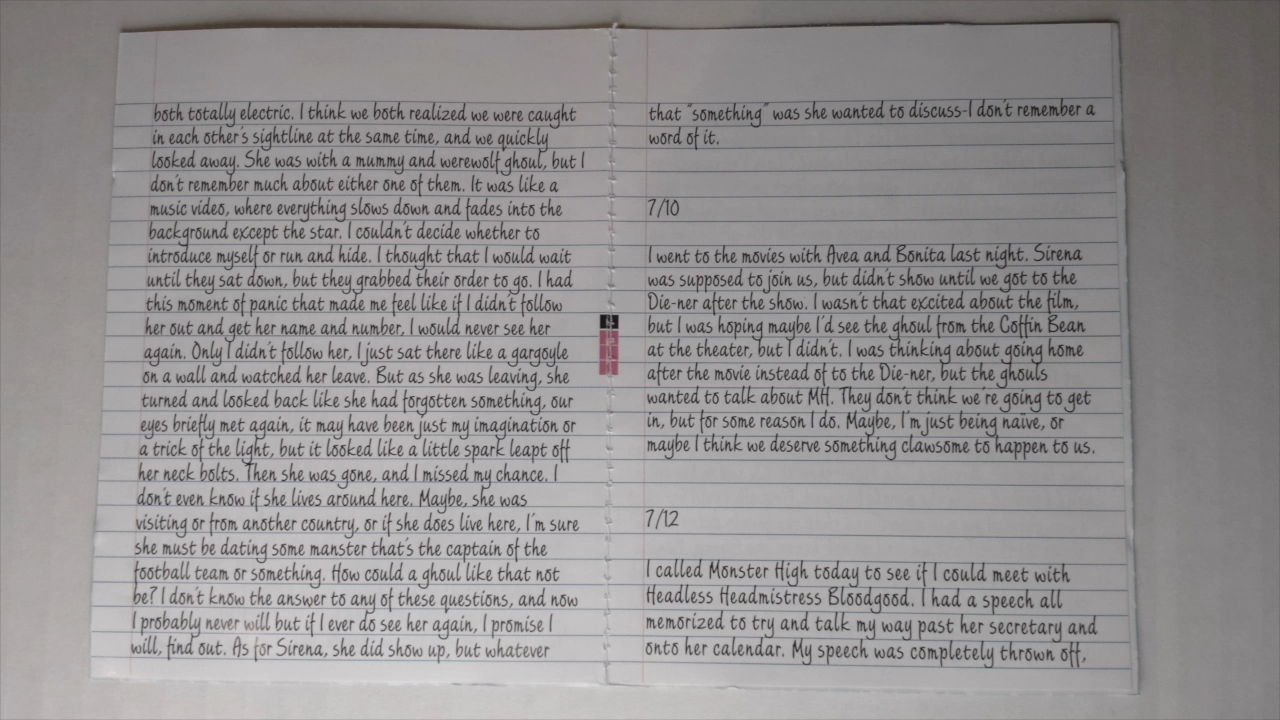 both totally electric. I think we both realized we were caught
in each other's sightline at the same time, and we quickly
looked away. She was with a mummy and werewolf ghoul, but I
don't remember much about either one of them. It was like a
music video, where everything slows down and fades into the
background except the star. I couldn't decide whether to
introduce myself or run and hide. I thought that I would wait
until they sat down, but they grabbed their order to go. I had
this moment of panic that made me feel like if I didn't follow
her out and get her name and number, I would never see her
again. Only I didn't follow her, I just sat there like a gargoyle
on a wall and watched her leave. But as she was leaving, she
turned and looked back like she had forgotten something, our
eyes briefly met again, it may have been just my imagination or
a trick of the light, but it looked like a little spark leapt off
her neck bolts. Then she was gone, and I missed my chance. I
don't even know if she lives around here. Maybe, she was
visiting or from another country, or if she does live here, I'm sure
she must be dating some manster that's the captain of the
football team or something. How could a ghoul like that not
be? I don't know the answer to any of these questions, and now
I probably never will but if I ever do see her again, I promise I
will, find out. As for Sirena, she did show up, but whatever
that "something" was she wanted to discuss-I don't remember a
word of it.
7/10
I went to the movies with Avea and Bonita last night. Sirena
was supposed to join us, but didn't show until we got to the
Die-ner after the show. I wasn't that excited about the film,
but I was hoping maybe I'd see the ghoul from the Coffin Bean
at the theater, but I didn't. I was thinking about going home
after the movie instead of to the Die-ner, but the ghouls
wanted to talk about MH. They don't think we're going to get
in, but for some reason I do. Maybe, I'm just being naïve, or
maybe I think we deserve something clawsome to happen to us.
7/12
I called Monster High today to see if I could meet with
Headless Headmistress Bloodgood. I had a speech all
memorized to try and talk my way past her secretary and
onto her calendar. My speech was completely thrown off,